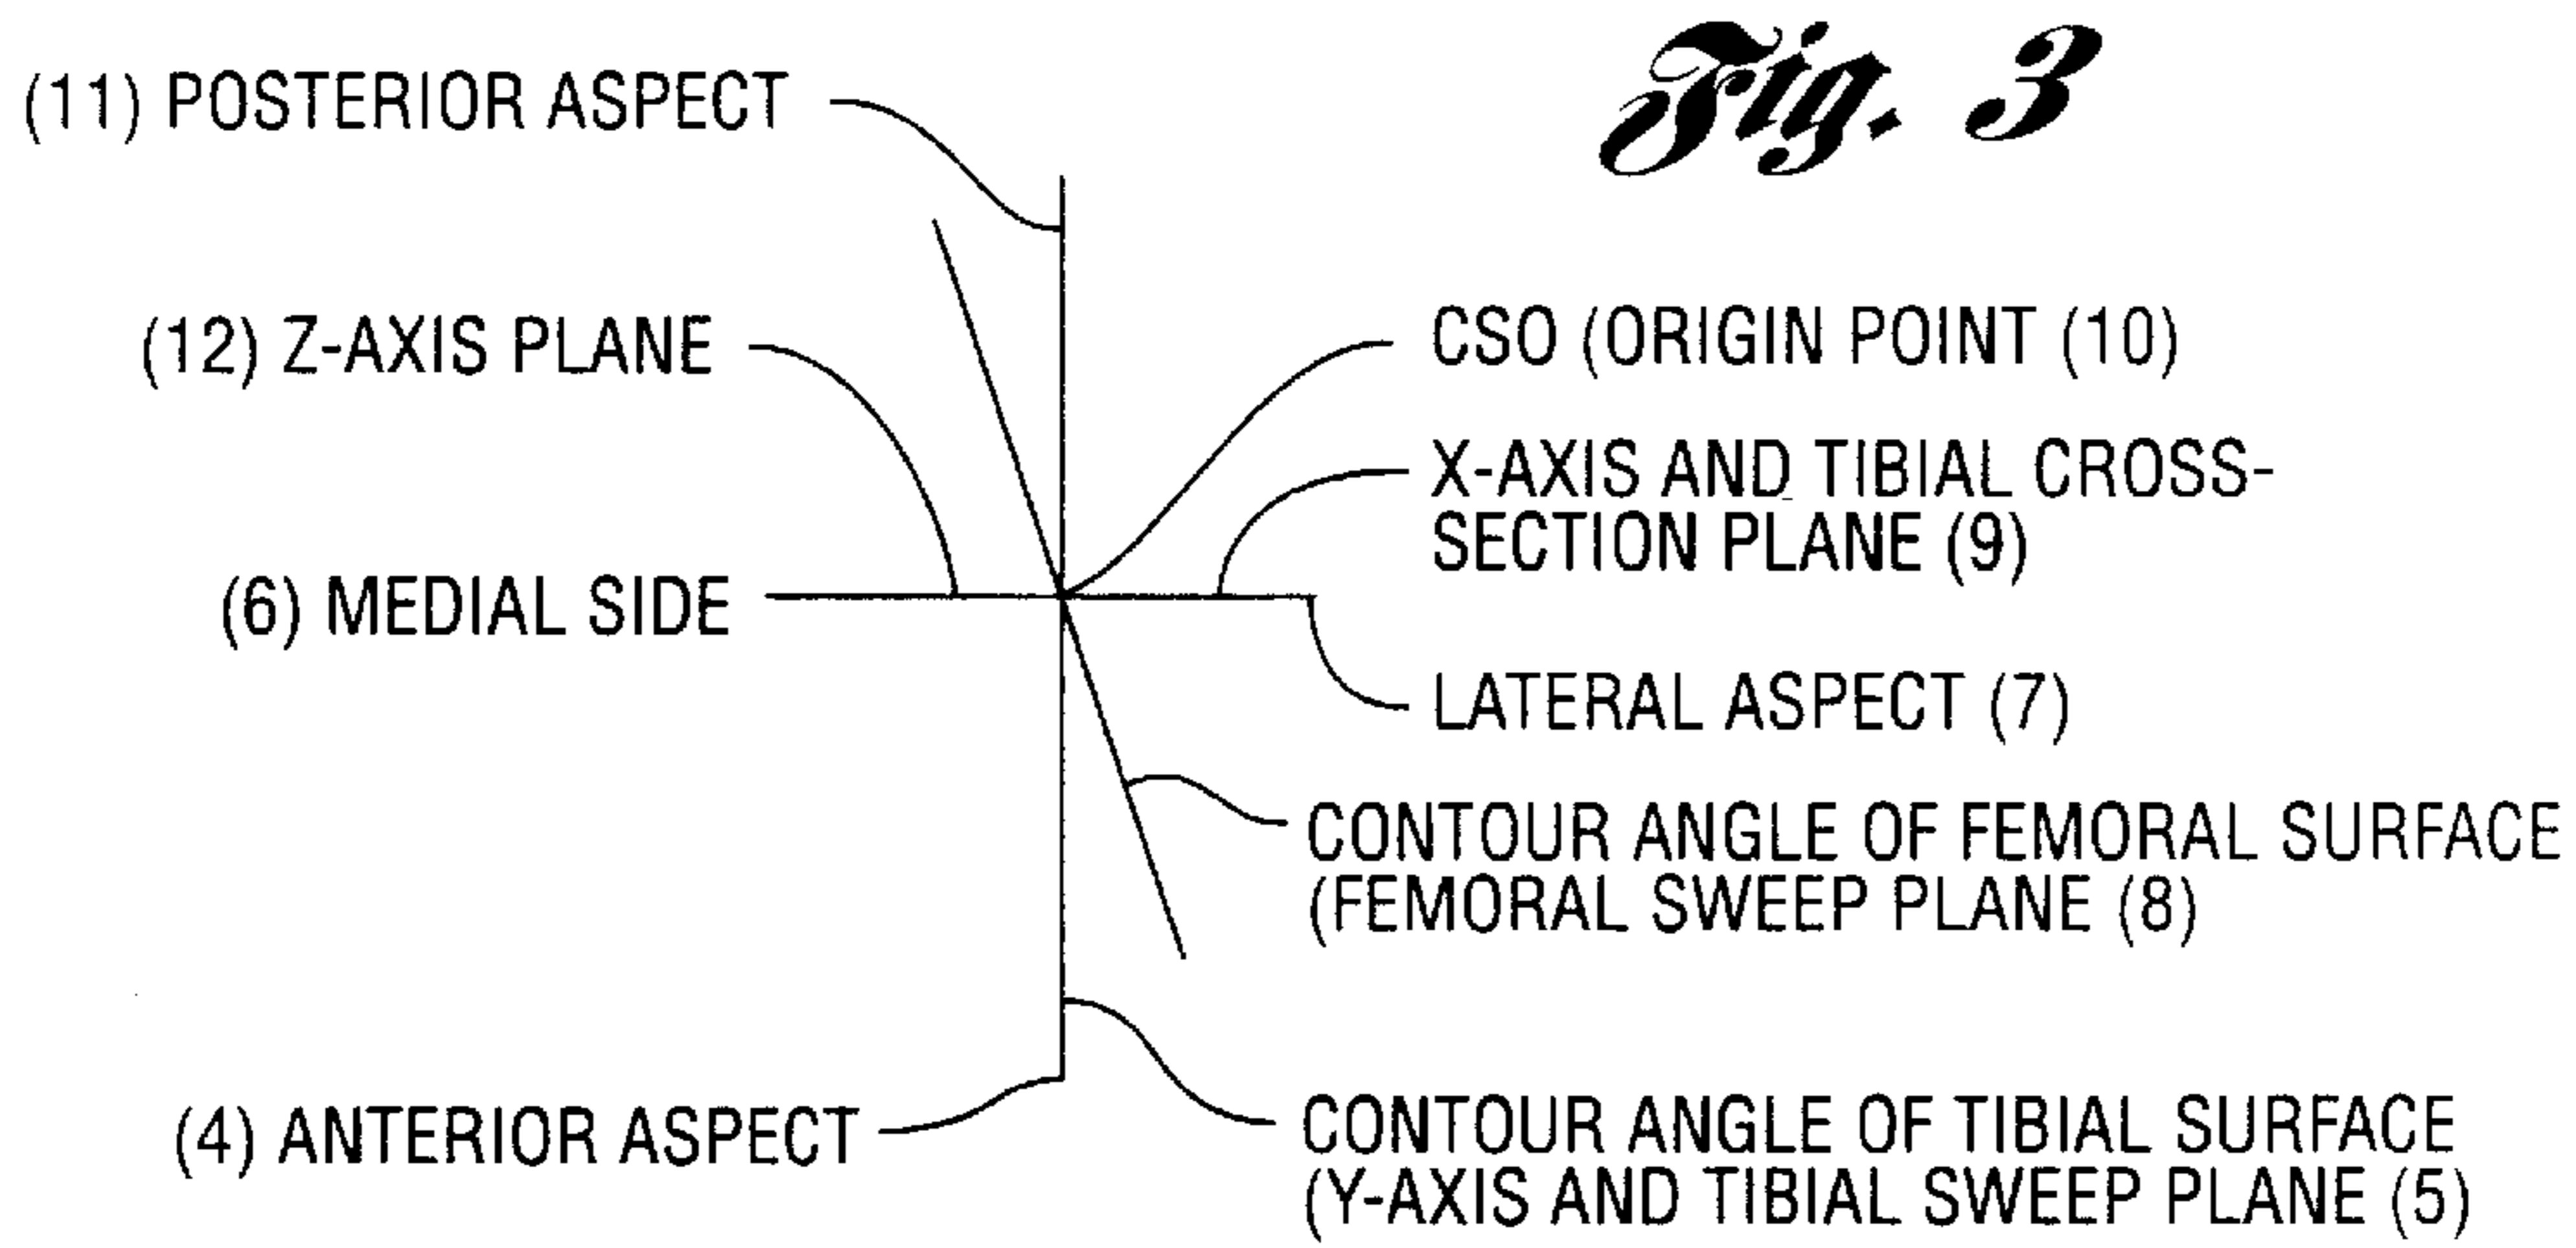 Fig. 3
(11) POSTERIOR ASPECT
(12) Z-AXIS PLANE
CSO (ORIGIN POINT (10)
X-AXIS AND TIBIAL CROSS-
SECTION PLANE (9)
(6) MEDIAL SIDE
LATERAL ASPECT (7)
CONTOUR ANGLE OF FEMORAL SURFACE
(FEMORAL SWEEP PLANE (8)
(4) ANTERIOR ASPECT
CONTOUR ANGLE OF TIBIAL SURFACE
(Y-AXIS AND TIBIAL SWEEP PLANE (5)